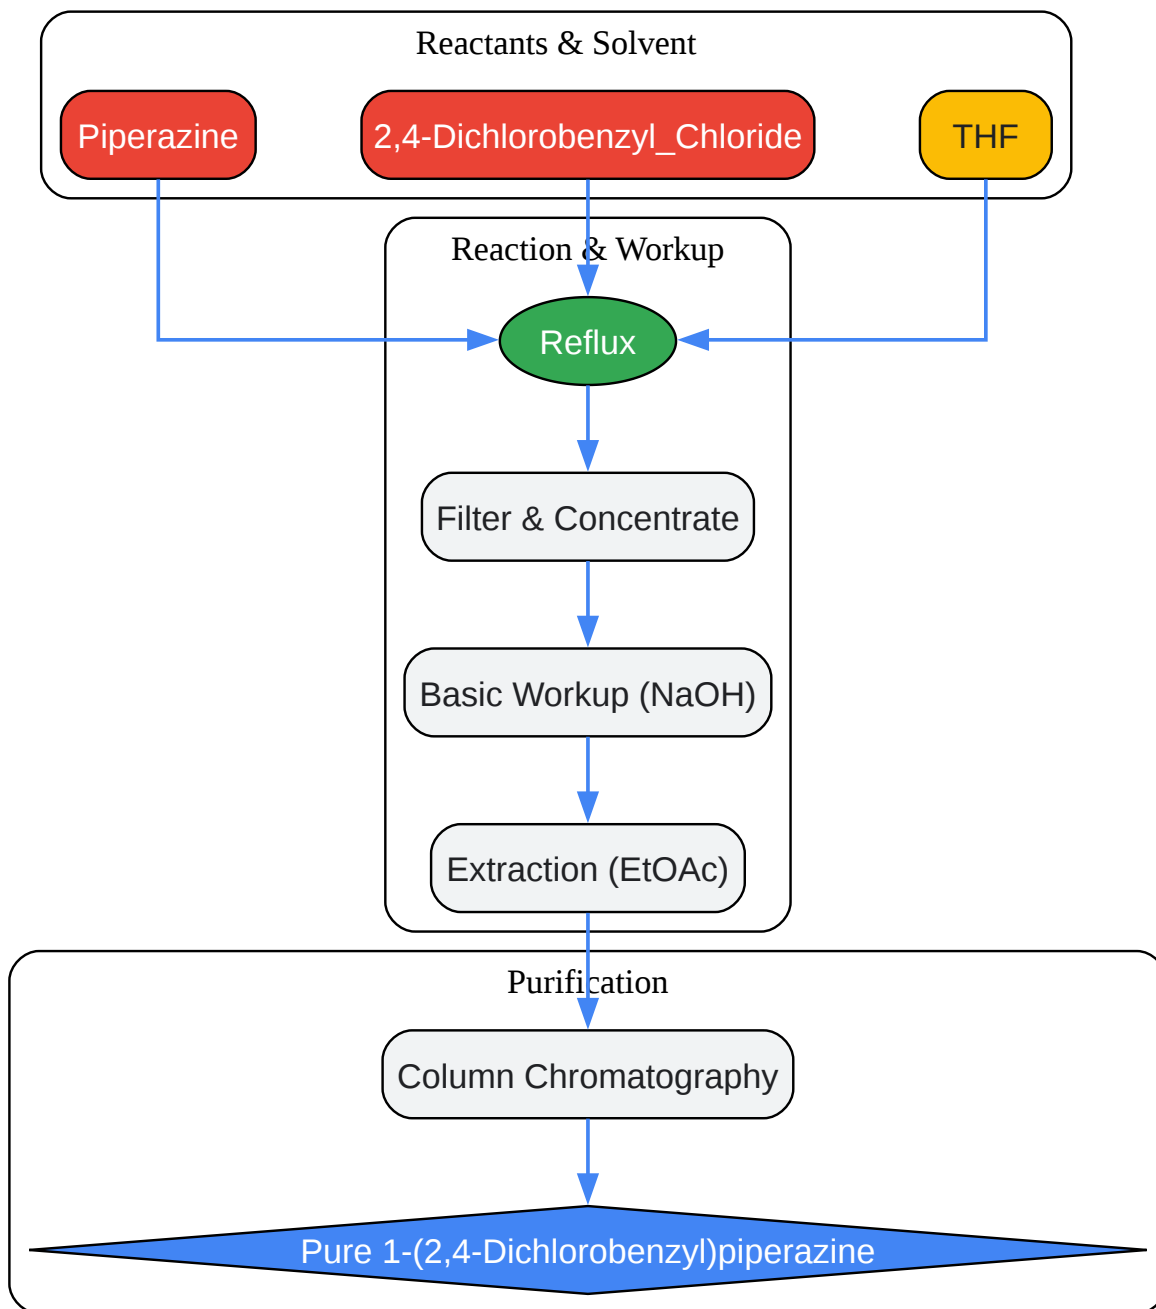 Reactants & Solvent
Piperazine
2,4-Dichlorobenzyl_Chloride
THF
Reaction & Workup
Reflux
Filter & Concentrate
Basic Workup (NaOH)
Extraction (EtOAc)
Purification
Column Chromatography
Pure 1-(2,4-Dichlorobenzyl)piperazine